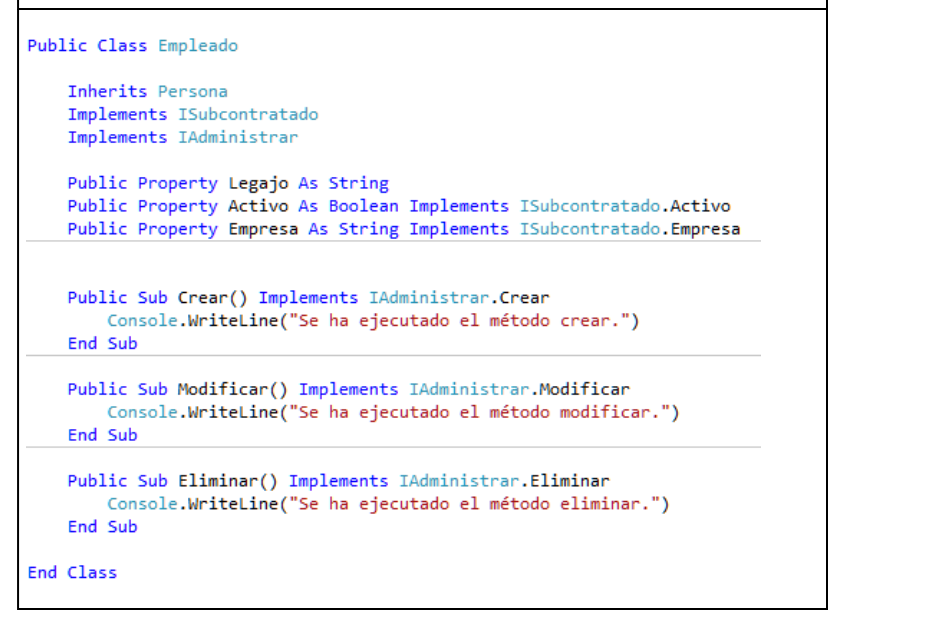 Public Class Empleado
Inherits Persona
Implements ISubcontratado
Implements IAdministrar
Public Property Legajo As String
Public Property Activo As Boolean Implements ISubcontratado.Activo
Public Property Empresa As String Implements ISubcontratado.Empresa
Public Sub Crear() Implements IAdministrar.Crear
Console.WriteLine("Se ha ejecutado el método crear.")
End Sub
Public Sub Modificar() Implements IAdministrar.Modificar
Console.WriteLine("Se ha ejecutado el método modificar.")
End Sub
Public Sub Eliminar() Implements IAdministrar.Eliminar
Console.WriteLine("Se ha ejecutado el método eliminar.")
End Sub
End Class